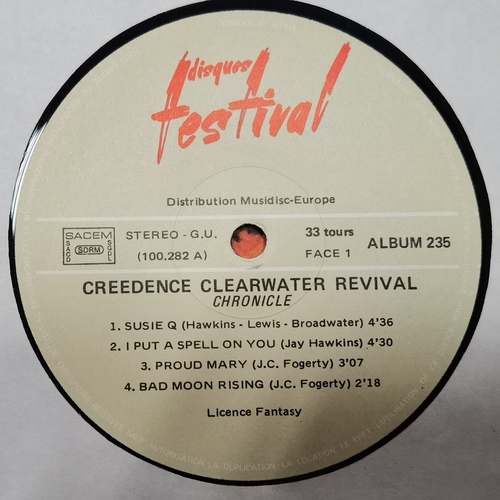 disques
festival
Distribution Musidisc-Europe
SACEM
SACD
SDRM
SGDL
STEREO - G.U.
(100.282 A)
33 tours
FACE 1
ALBUM 235
CREEDENCE CLEARWATER REVIVAL
CHRONICLE
1. SUSIE Q (Hawkins - Lewis - Broadwater) 4'36
2. I PUT A SPELL ON YOU (Jay Hawkins) 4'30
3. PROUD MARY (J.C. Fogerty) 3'07
4. BAD MOON RISING (J.C. Fogerty) 2'18
Licence Fantasy